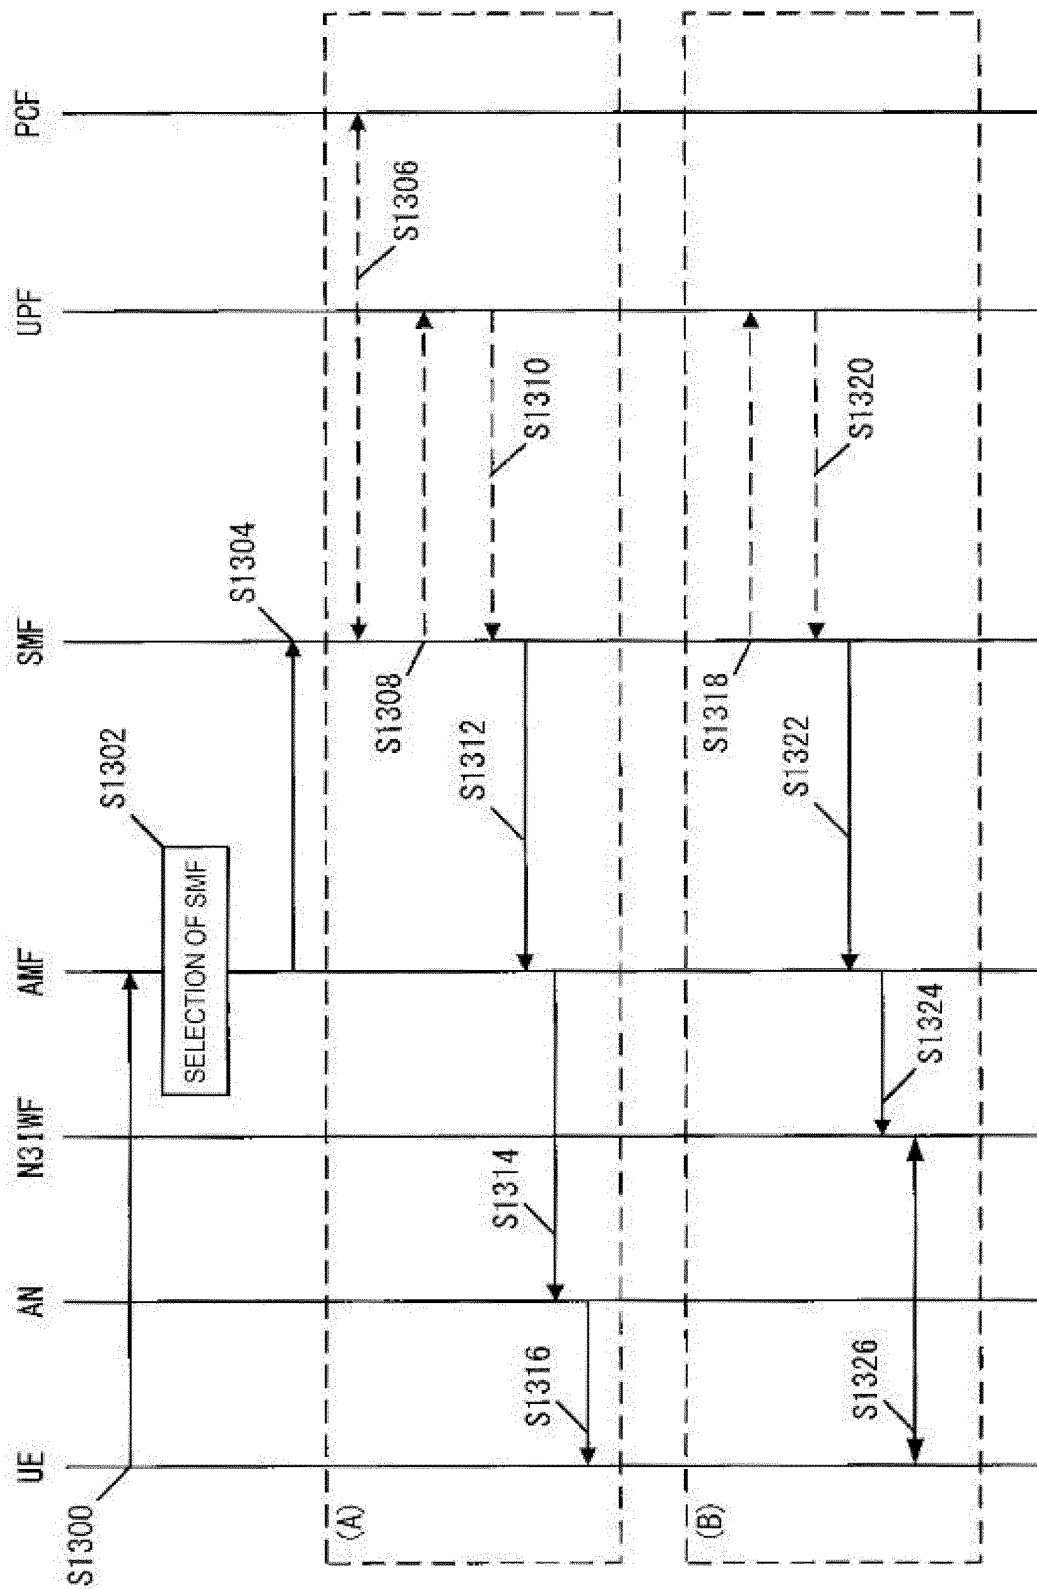 UE
AN
N3IWF
AMF
SMF
UPF
PCF
S1300
SELECTION OF SMF
S1302
S1304
(A)
S1306
S1308
S1310
S1312
S1314
S1316
(B)
S1318
S1320
S1322
S1324
S1326